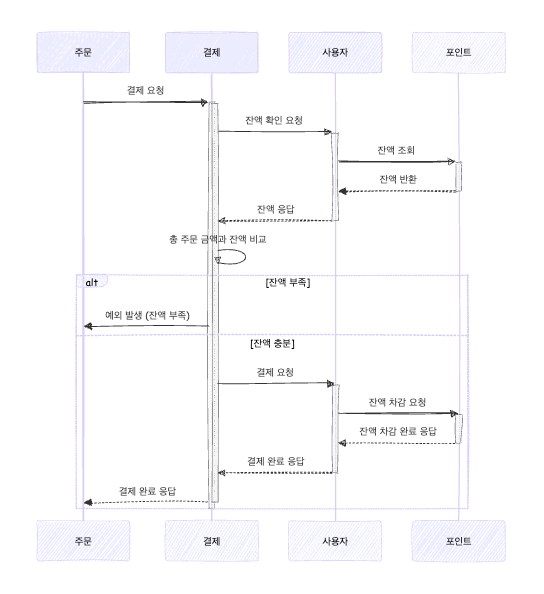 주문
결제
사용자
포인트
결제 요청
잔액 확인 요청
잔액 조회
잔액 반환
잔액 응답
총 주문 금액과 잔액 비교
alt
[잔액 부족]
예외 발생 (잔액 부족)
[잔액 충분]
결제 요청
잔액 차감 요청
잔액 차감 완료 응답
결제 완료 응답
결제 완료 응답
주문
결제
사용자
포인트